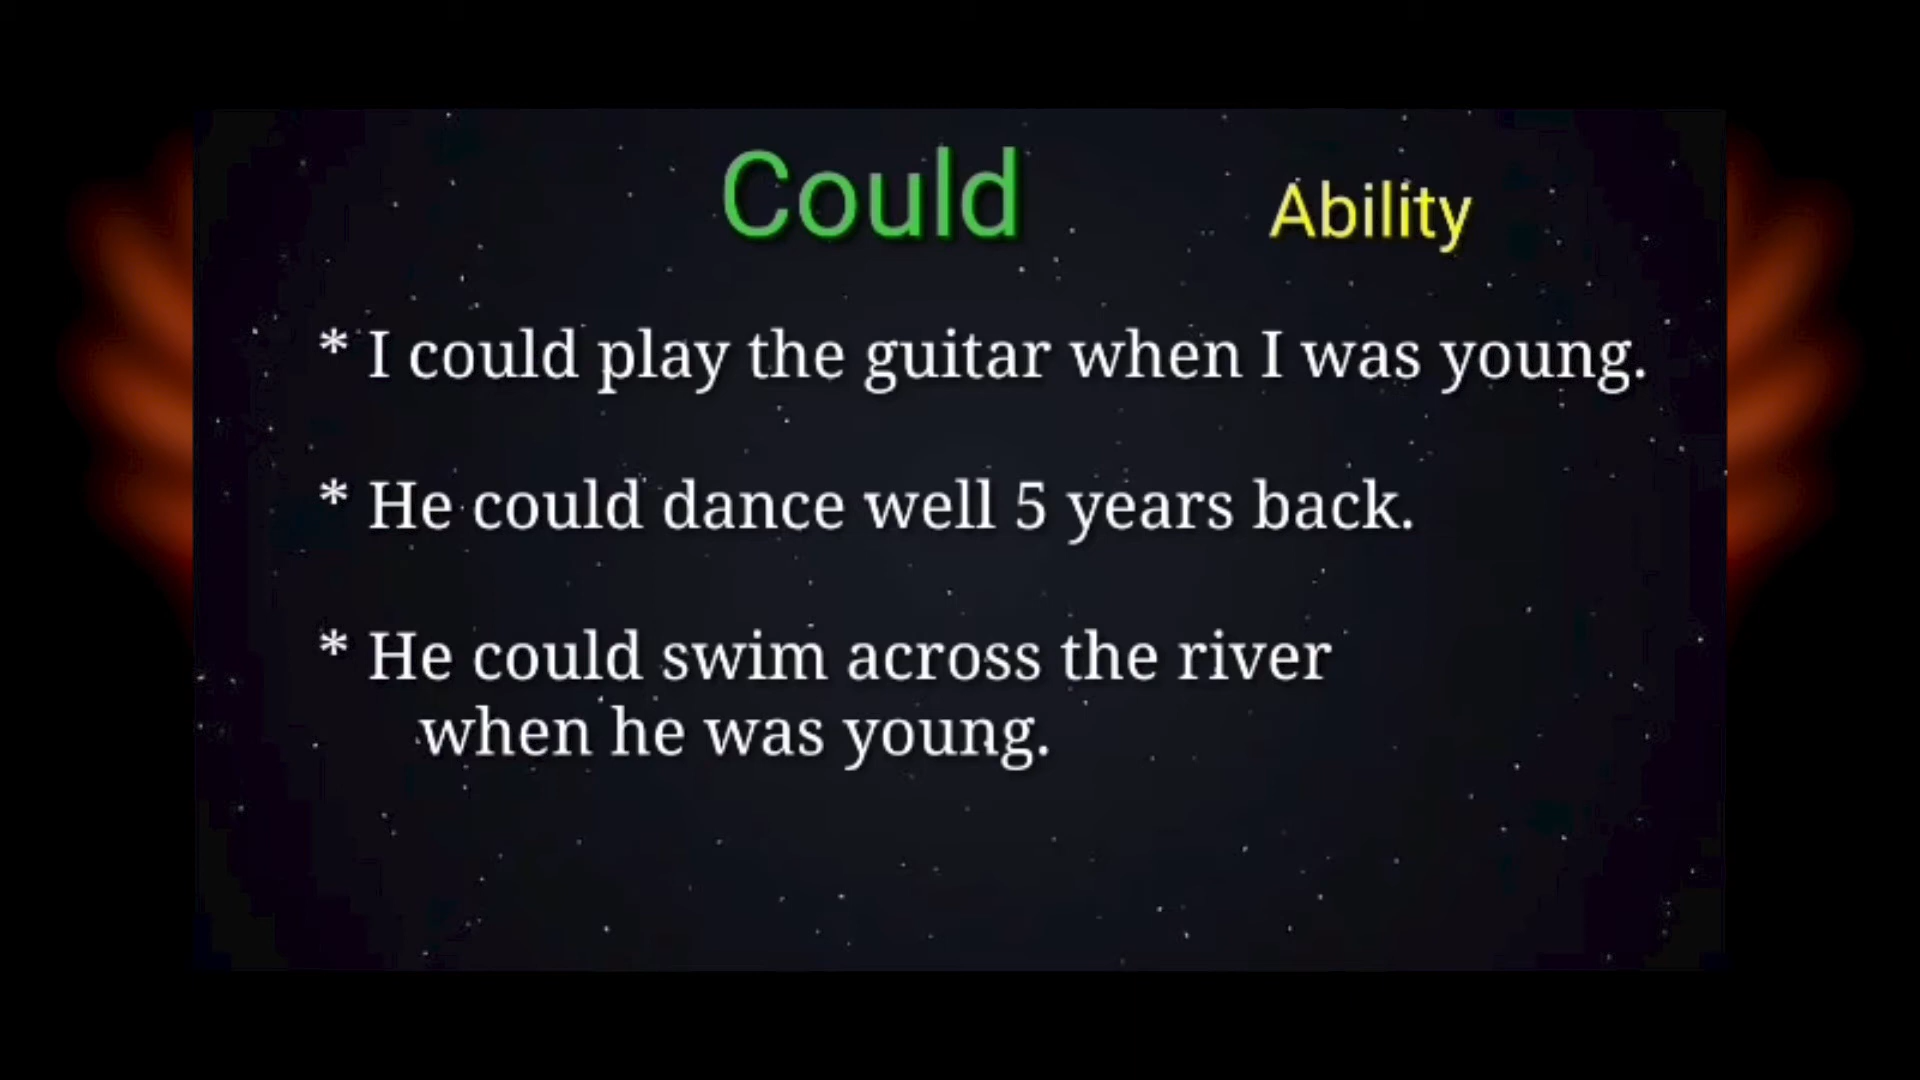 Could Ability
* I could play the guitar when I was young.
* He could dance well 5 years back.
* He could swim across the river
when he was young.